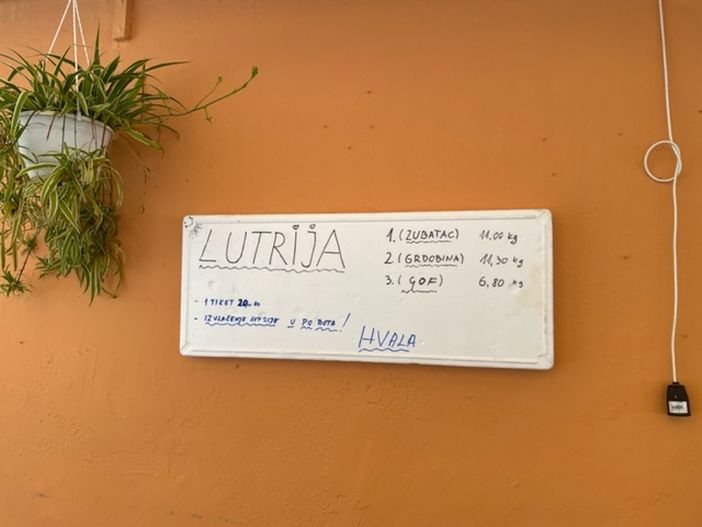 LUTRIJA
1. (ZUBATAC) 11,00 kg
2 (GRDOBINA) 11,30 kg
3. (GOF) 6,80 kg
- 1 TIKET 20
- IZVLAČENJE U PO BOTA!
HVALA